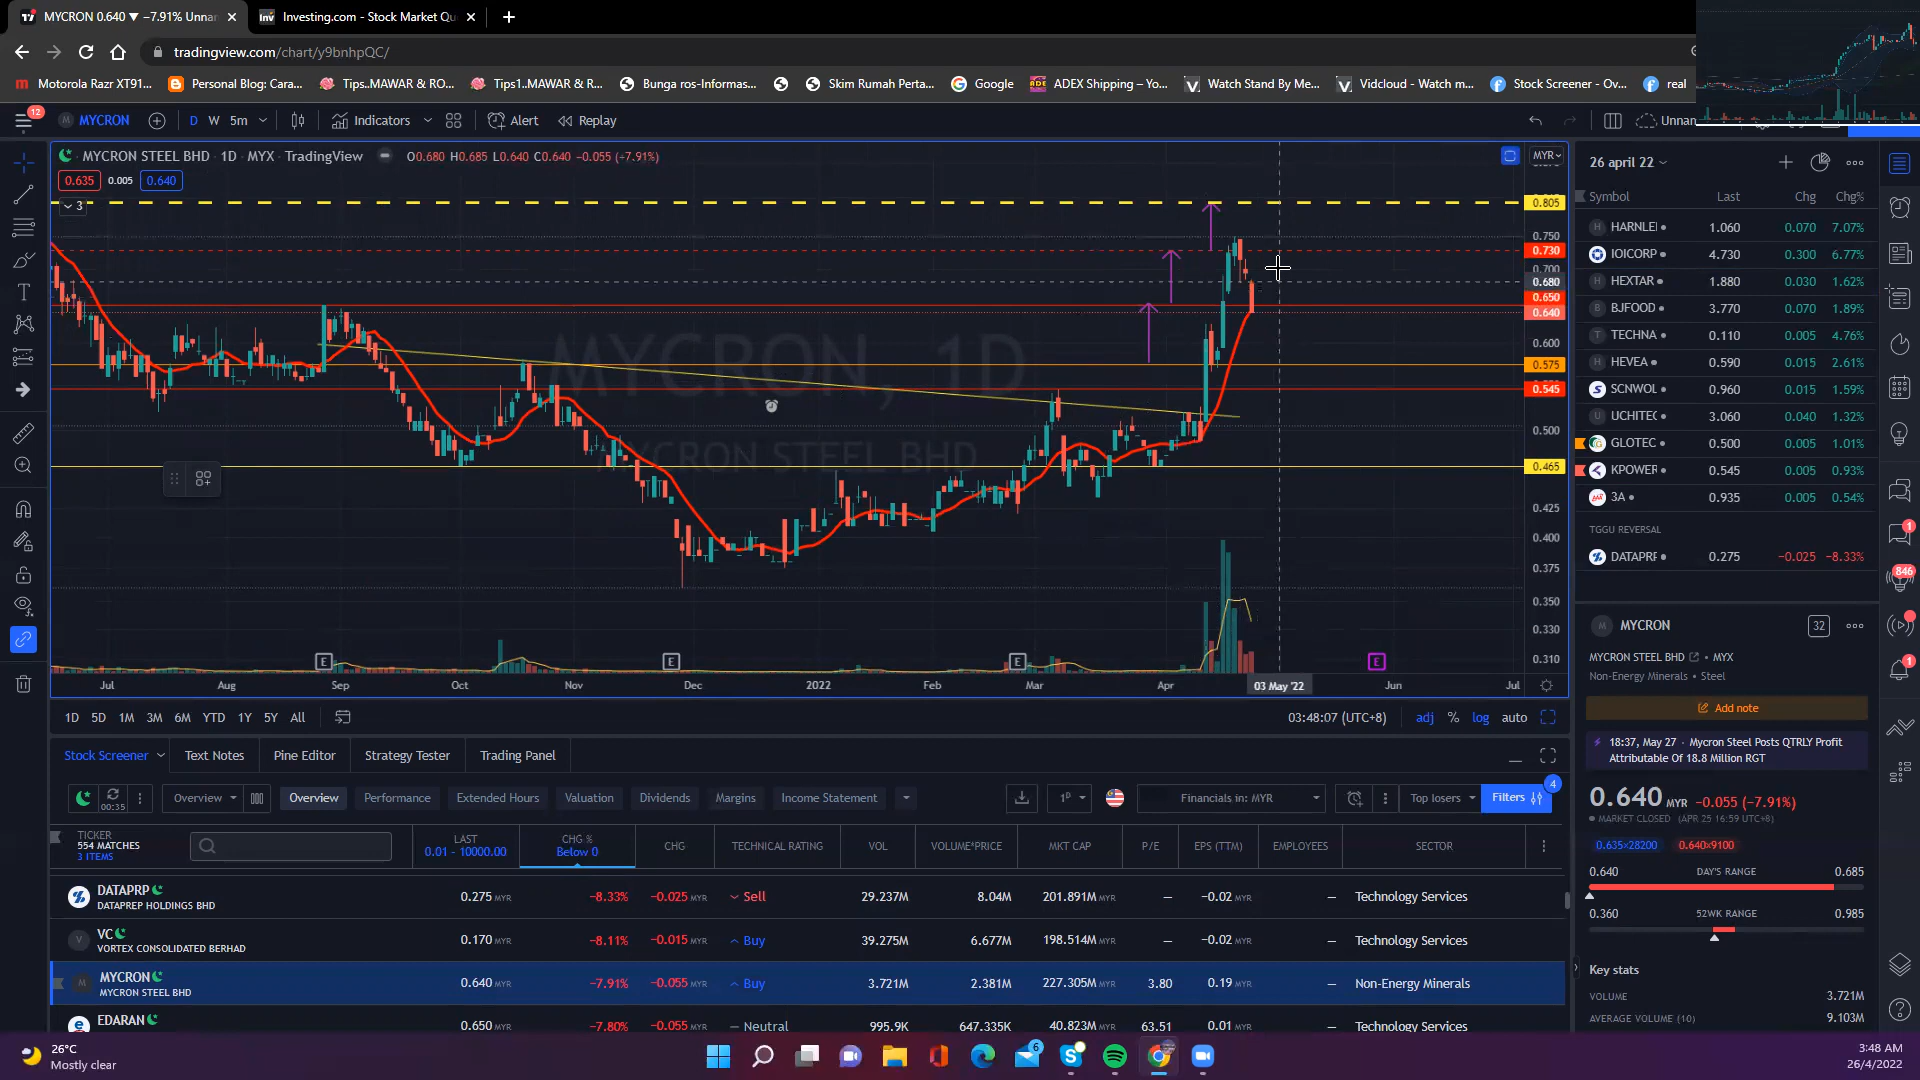 MYCRON 0.640 ▼ −7.91% Unnar
Investing.com - Stock Market Qu
tradingview.com/chart/y9bnhpQC/
Motorola Razr XT91...
Personal Blog: Cara...
Tips..MAWAR & RO...
Tips1..MAWAR & R...
Bunga ros-Informas...
Skim Rumah Perta...
Google
ADEX Shipping – Yo...
Watch Stand By Me...
Vidcloud - Watch m...
Stock Screener - Ov...
real
12
MYCRON
D W 5m
Indicators
Alert
Replay
Unnan
MYCRON STEEL BHD · 1D · MYX · TradingView
O0.680 H0.685 L0.640 C0.640 −0.055 (−7.91%)
MYR
0.635 0.005 0.640
3
MYCRON, 1D
MYCRON STEEL BHD
0.805
0.750
0.730
0.700
0.680
0.650
0.640
0.600
0.575
0.545
0.500
0.465
0.425
0.400
0.375
0.350
0.330
0.310
E E E E
Jul Aug Sep Oct Nov Dec 2022 Feb Mar Apr 03 May '22 Jun Jul
1D 5D 1M 3M 6M YTD 1Y 5Y All
03:48:07 (UTC+8) adj % log auto
Stock Screener
Text Notes
Pine Editor
Strategy Tester
Trading Panel
00:35
Overview
Overview
Performance
Extended Hours
Valuation
Dividends
Margins
Income Statement
1D
Financials in: MYR
Top losers
Filters
4
TICKER
554 MATCHES
3 ITEMS
LAST
0.01 - 10000.00
CHG %
Below 0
CHG
TECHNICAL RATING
VOL
VOLUME*PRICE
MKT CAP
P/E
EPS (TTM)
EMPLOYEES
SECTOR
DATAPRP
DATAPREP HOLDINGS BHD
0.275 MYR −8.33% −0.025 MYR Sell 29.237M 8.04M 201.891M MYR — −0.02 MYR — Technology Services
V VC
VORTEX CONSOLIDATED BERHAD
0.170 MYR −8.11% −0.015 MYR Buy 39.275M 6.677M 198.514M MYR — −0.02 MYR — Technology Services
M MYCRON
MYCRON STEEL BHD
0.640 MYR −7.91% −0.055 MYR Buy 3.721M 2.381M 227.305M MYR 3.80 0.19 MYR — Non-Energy Minerals
EDARAN
0.650 MYR −7.80% −0.055 MYR — Neutral 995.9K 647.335K 40.823M MYR 63.51 0.01 MYR — Technology Services
26 april 22
Symbol Last Chg Chg%
H HARNLEI 1.060 0.070 7.07%
IOICORP 4.730 0.300 6.77%
H HEXTAR 1.880 0.030 1.62%
B BJFOOD 3.770 0.070 1.89%
T TECHNA 0.110 0.005 4.76%
H HEVEA 0.590 0.015 2.61%
S SCNWOL 0.960 0.015 1.59%
U UCHITEC 3.060 0.040 1.32%
GLOTEC 0.500 0.005 1.01%
KPOWER 0.545 0.005 0.93%
3A 0.935 0.005 0.54%
TGGU REVERSAL
DATAPRF 0.275 −0.025 −8.33%
M MYCRON
32
MYCRON STEEL BHD · MYX
Non-Energy Minerals · Steel
Add note
18:37, May 27 · Mycron Steel Posts QTRLY Profit
Attributable Of 18.8 Million RGT
0.640 MYR −0.055 (−7.91%)
MARKET CLOSED (APR 25 16:59 UTC+8)
0.635×28200 0.640×9100
0.640 DAY'S RANGE 0.685
0.360 52WK RANGE 0.985
Key stats
VOLUME 3.721M
AVERAGE VOLUME (10) 9.103M
1
846
1
26°C
Mostly clear
6
3:48 AM
26/4/2022